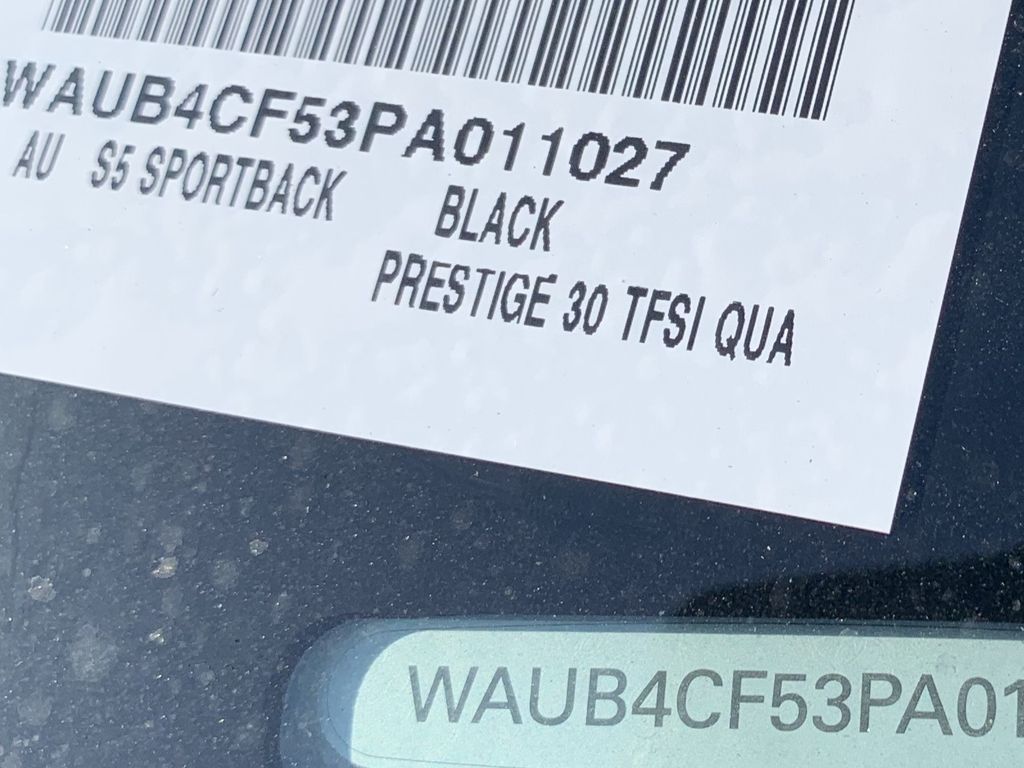 WAUB4CF53PA011027
AU S5 SPORTBACK BLACK
PRESTIGE 30 TFSI QUA
WAUB4CF53PA01